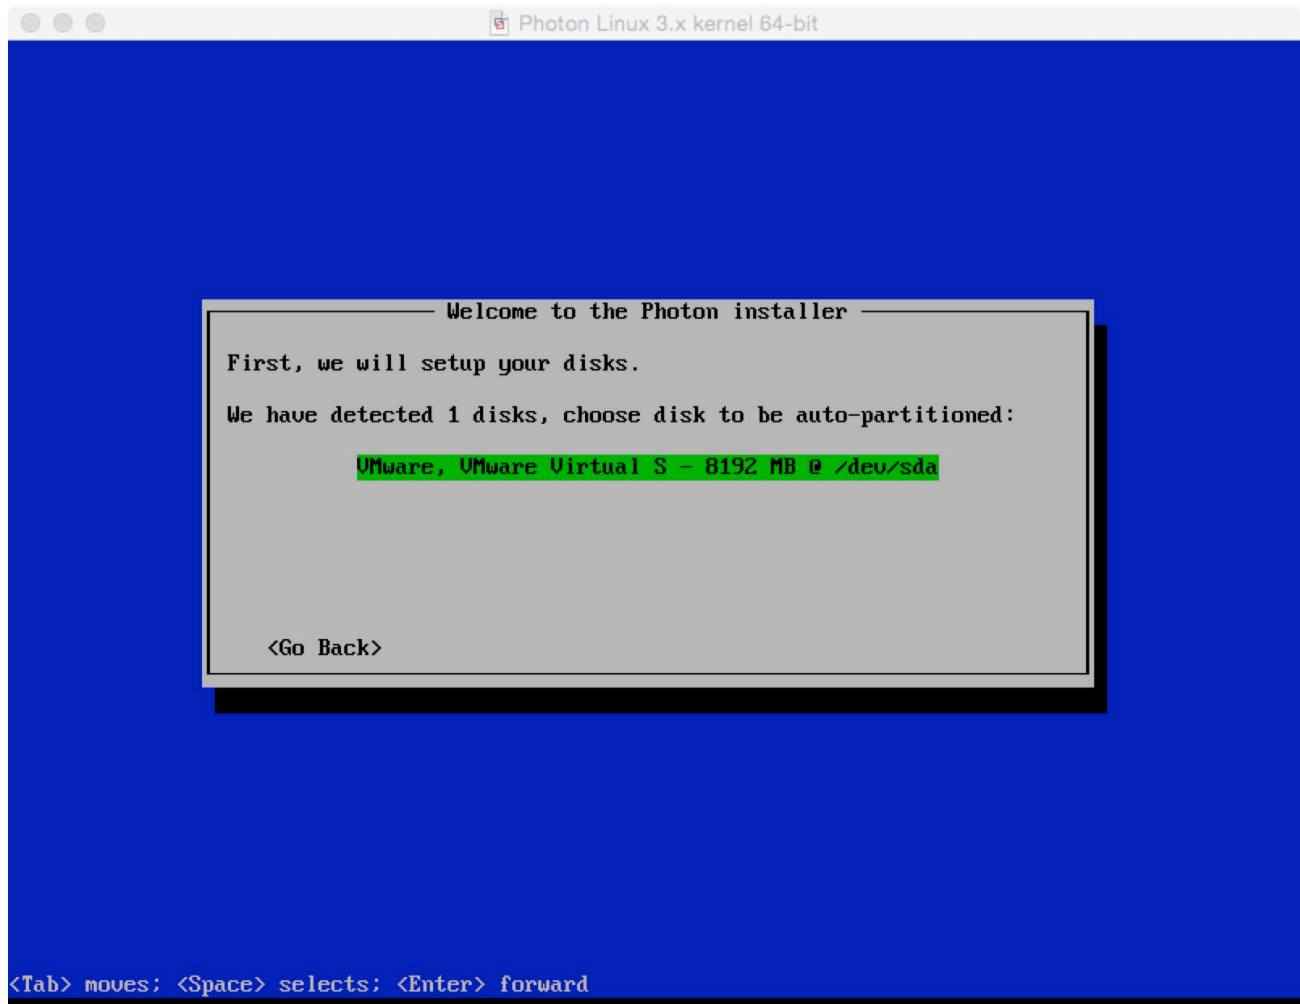 Photon Linux 3.x kernel 64-bit
Welcome to the Photon installer
First, we will setup your disks.
We have detected 1 disks, choose disk to be auto-partitioned:
VMware, VMware Virtual S - 8192 MB @ /dev/sda
<Go Back>
<Tab> moves; <Space> selects; <Enter> forward